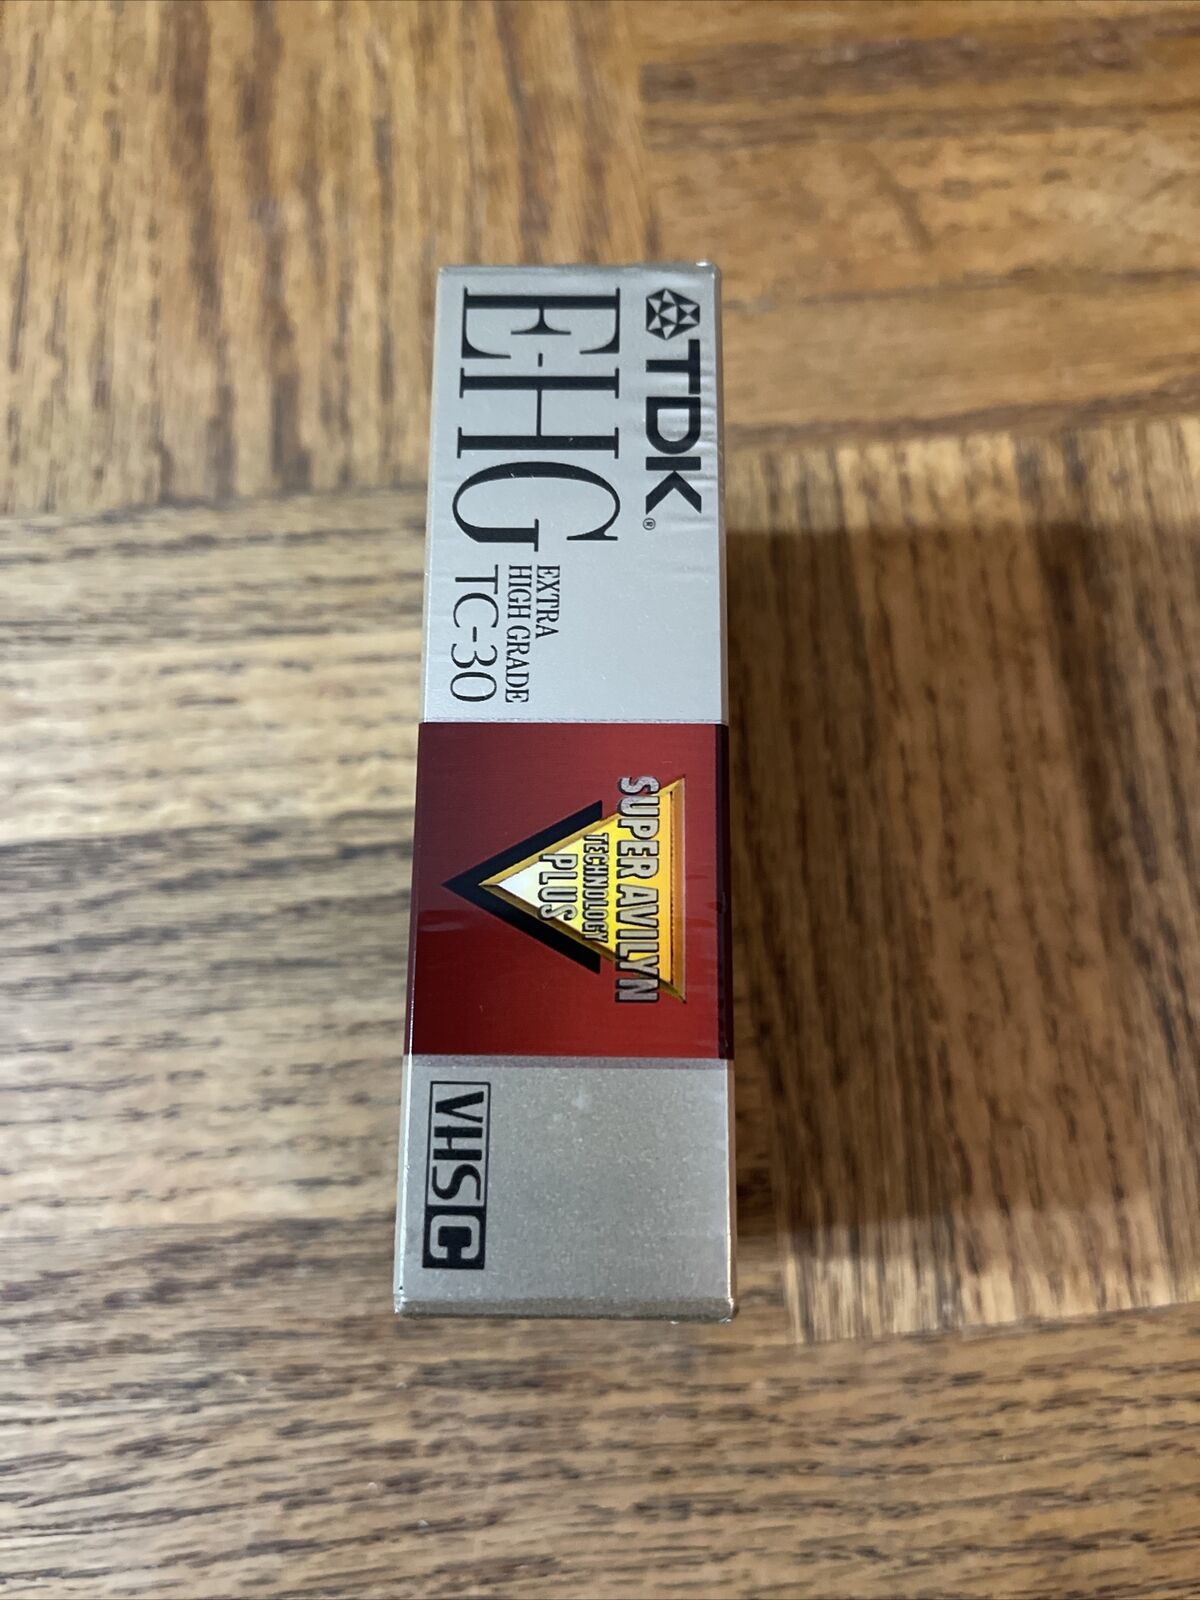 TDK®
E-HG
EXTRA
HIGH GRADE
TC-30
SUPER AVILYN
TECHNOLOGY
PLUS
VHS C